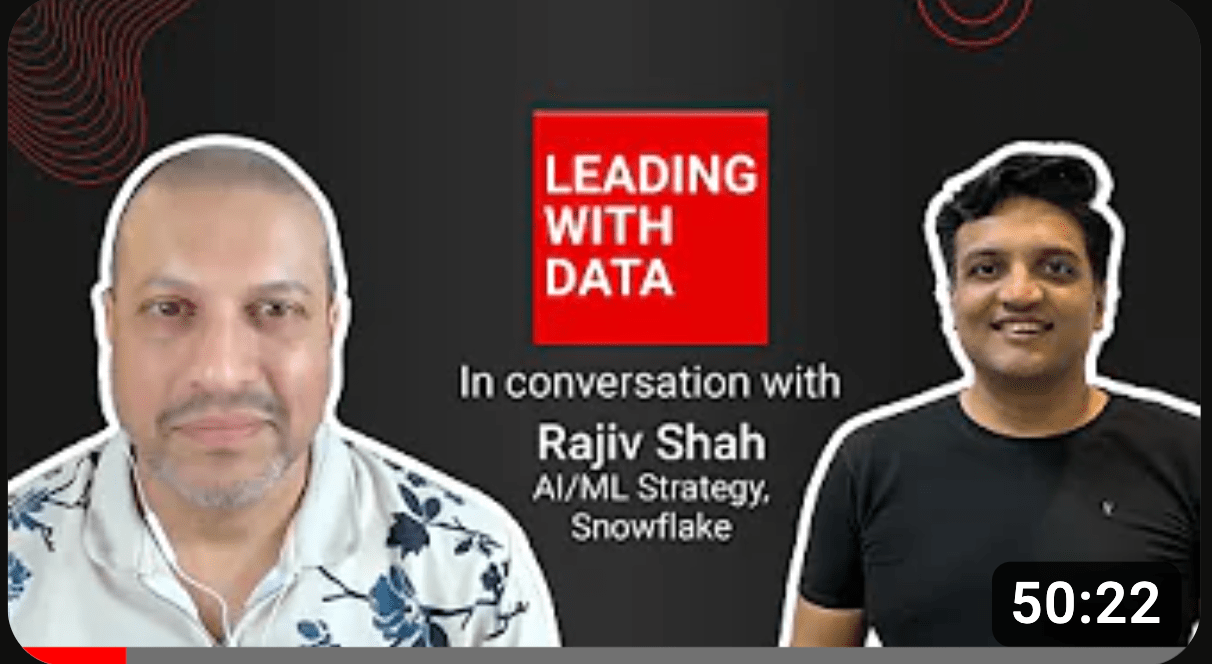 LEADING
WITH
DATA
In conversation with
Rajiv Shah
AI/ML Strategy,
Snowflake
50:22